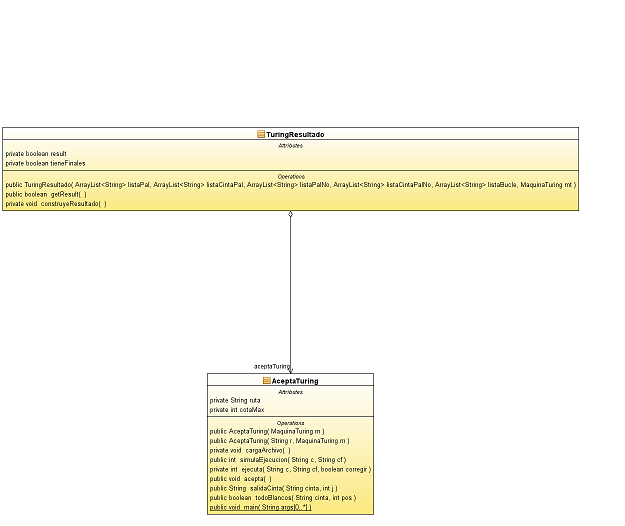 TuringResultado
Attributes
private boolean result
private boolean tieneFinales
Operations
public TuringResultado( ArrayList<String> listaPal, ArrayList<String> listaCintaPal, ArrayList<String> listaPalNo, ArrayList<String> listaCintaPalNo, ArrayList<String> listaBucle, MaquinaTuring mt )
public boolean getResult( )
private void construyeResultado( )
aceptaTuring
AceptaTuring
Attributes
private String ruta
private int cotaMax
Operations
public AceptaTuring( MaquinaTuring m )
public AceptaTuring( String r, MaquinaTuring m )
private void cargaArchivo( )
public int simulaEjecucion( String c, String cf )
private int ejecuta( String c, String cf, boolean corregir )
public void acepta( )
public String salidaCinta( String cinta, int j )
public boolean todoBlancos( String cinta, int pos )
public void main( String args[0..*] )